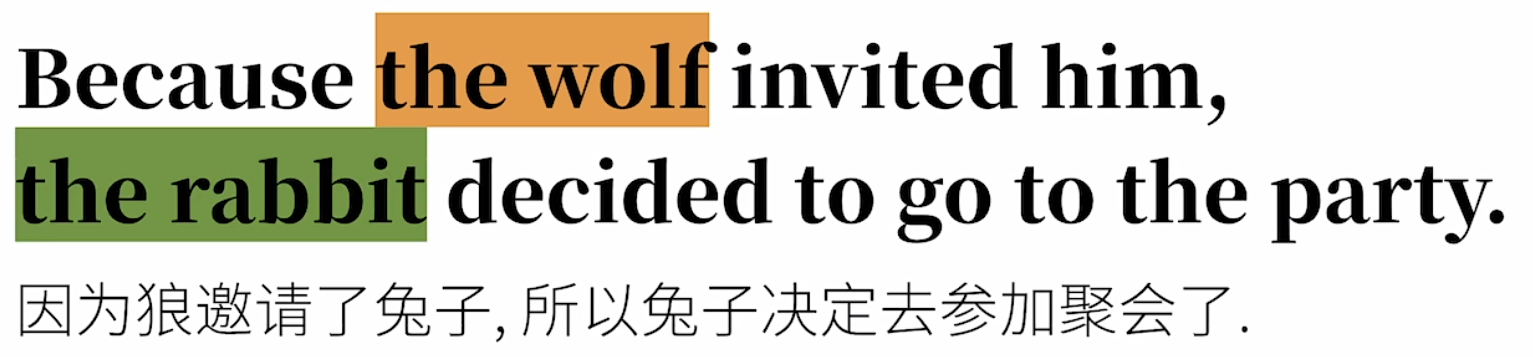 Because the wolf invited him,
the rabbit decided to go to the party.
因为狼邀请了兔子, 所以兔子决定去参加聚会了.